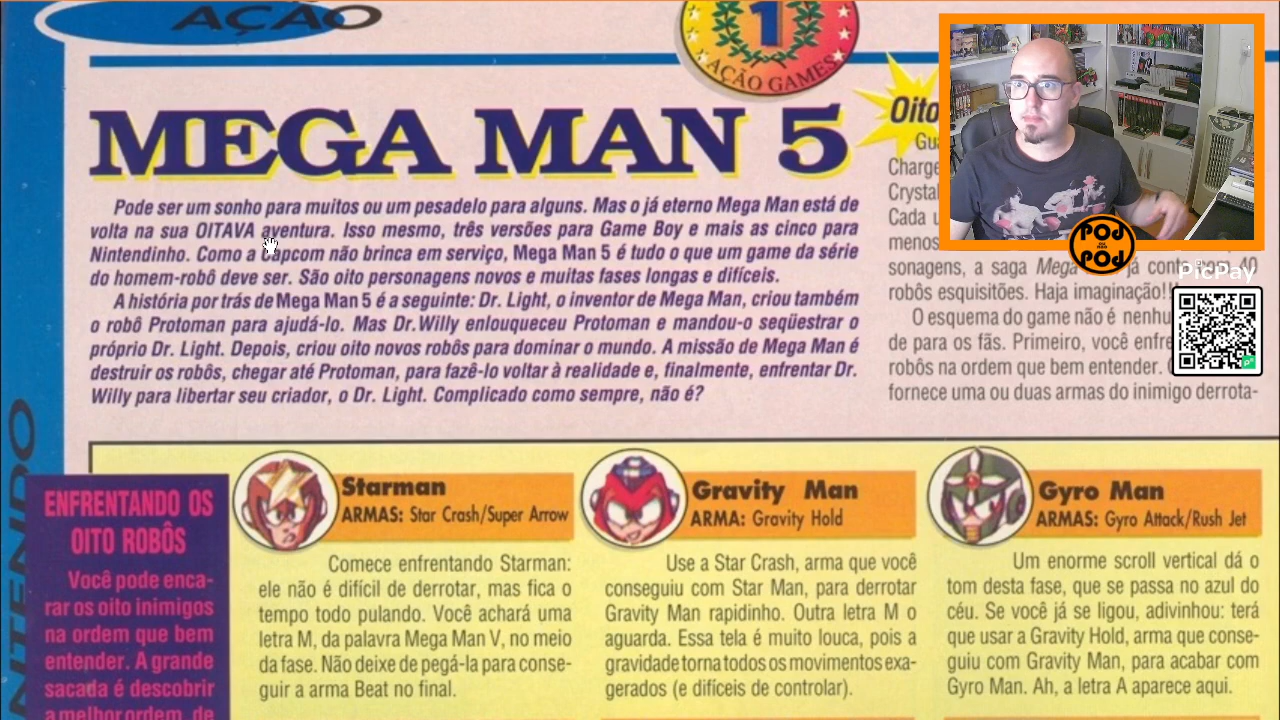 AÇÃO
1
AÇÃO GAMES
MEGA MAN 5
Pode ser um sonho para muitos ou um pesadelo para alguns. Mas o já eterno Mega Man está de
volta na sua OITAVA aventura. Isso mesmo, três versões para Game Boy e mais as cinco para
Nintendinho. Como a Capcom não brinca em serviço, Mega Man 5 é tudo o que um game da série
do homem-robô deve ser. São oito personagens novos e muitas fases longas e difíceis.
A história por trás de Mega Man 5 é a seguinte: Dr. Light, o inventor de Mega Man, criou também
o robô Protoman para ajudá-lo. Mas Dr.Willy enlouqueceu Protoman e mandou-o seqüestrar o
próprio Dr. Light. Depois, criou oito novos robôs para dominar o mundo. A missão de Mega Man é
destruir os robôs, chegar até Protoman, para fazê-lo voltar à realidade e, finalmente, enfrentar Dr.
Willy para libertar seu criador, o Dr. Light. Complicado como sempre, não é?
Oito
Charge
Crystal
Cada
menos
sonagens, a saga Mega já conta com 40
robôs esquisitões. Haja imaginação!!
O esquema do game não é
de para os fãs. Primeiro, você
robôs na ordem que bem entender.
fornece uma ou duas armas do inimigo derrota-
POD
POD
PicPay
NTENDO
ENFRENTANDO OS
OITO ROBÔS
Você pode enca-
rar os oito inimigos
na ordem que bem
entender. A grande
sacada é descobrir
a melhor ordem, de
Starman
ARMAS: Star Crash/Super Arrow
Comece enfrentando Starman:
ele não é difícil de derrotar, mas fica o
tempo todo pulando. Você achará uma
letra M, da palavra Mega Man V, no meio
da fase. Não deixe de pegá-la para conse-
guir a arma Beat no final.
Gravity Man
ARMA: Gravity Hold
Use a Star Crash, arma que você
conseguiu com Star Man, para derrotar
Gravity Man rapidinho. Outra letra M o
aguarda. Essa tela é muito louca, pois a
gravidade torna todos os movimentos exa-
gerados (e difíceis de controlar).
Gyro Man
ARMAS: Gyro Attack/Rush Jet
Um enorme scroll vertical dá o
tom desta fase, que se passa no azul do
céu. Se você já se ligou, adivinhou: terá
que usar a Gravity Hold, arma que conse-
guiu com Gravity Man, para acabar com
Gyro Man. Ah, a letra A aparece aqui.